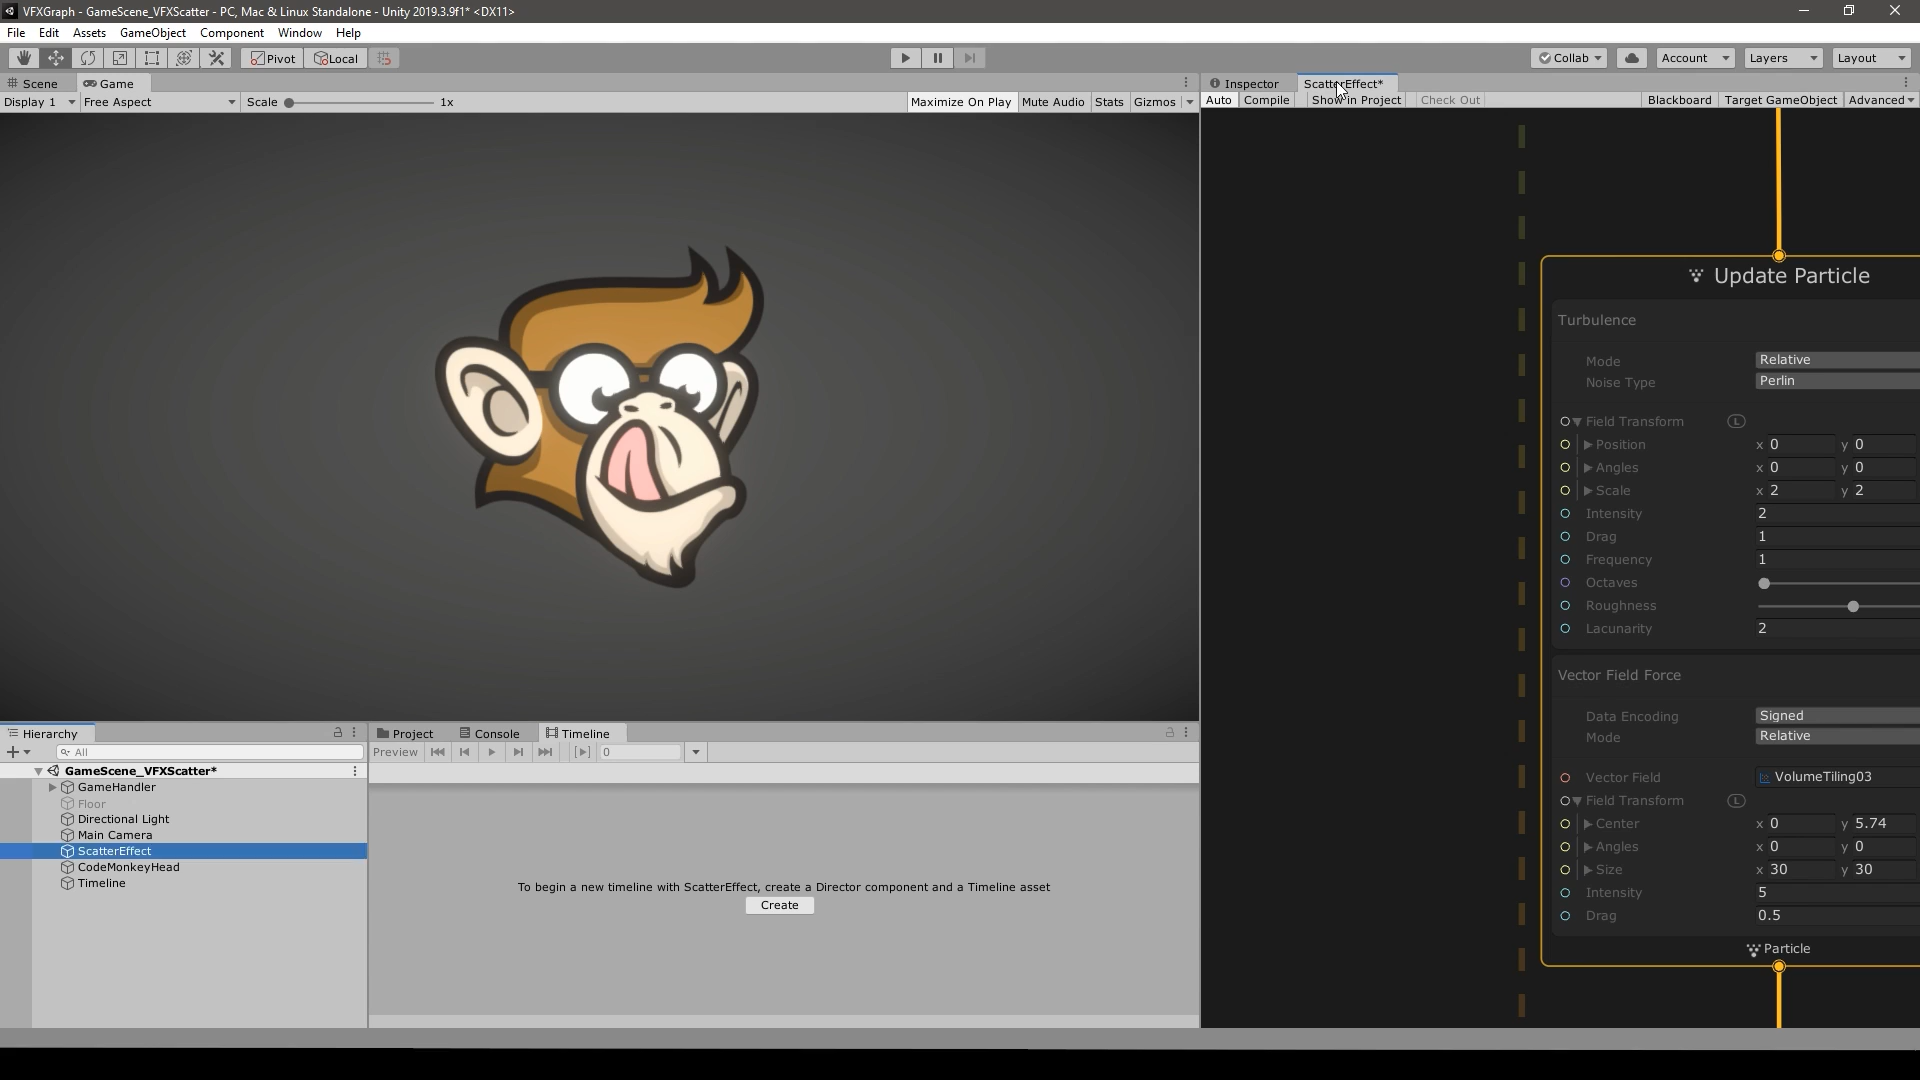 VFXGraph - GameScene_VFXScatter - PC, Mac & Linux Standalone - Unity 2019.3.9f1* <DX11>
File Edit Assets GameObject Component Window Help
Pivot Local Collab Account Layers Layout
Scene Game
Display 1 Free Aspect Scale 1x Maximize On Play Mute Audio Stats Gizmos
Inspector ScatterEffect*
Auto Compile Show in Project Check Out Blackboard Target GameObject Advanced
Update Particle
Turbulence
Mode Relative
Noise Type Perlin
Field Transform L
Position x 0 y 0
Angles x 0 y 0
Scale x 2 y 2
Intensity 2
Drag 1
Frequency 1
Octaves
Roughness
Lacunarity 2
Vector Field Force
Data Encoding Signed
Mode Relative
Vector Field VolumeTiling03
Field Transform L
Center x 0 y 5.74
Angles x 0 y 0
Size x 30 y 30
Intensity 5
Drag 0.5
Particle
Hierarchy
All
GameScene_VFXScatter*
GameHandler
Floor
Directional Light
Main Camera
ScatterEffect
CodeMonkeyHead
Timeline
Project Console Timeline
Preview 0
To begin a new timeline with ScatterEffect, create a Director component and a Timeline asset
Create